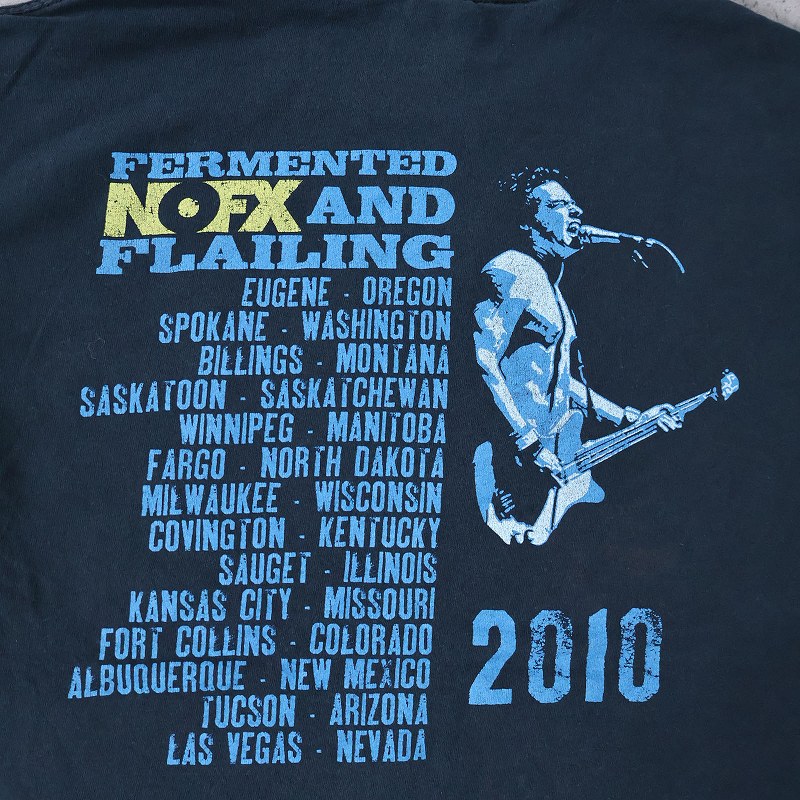 FERMENTED
NOFX AND
FLAILING
EUGENE - OREGON
SPOKANE - WASHINGTON
BILLINGS - MONTANA
SASKATOON - SASKATCHEWAN
WINNIPEG - MANITOBA
FARGO - NORTH DAKOTA
MILWAUKEE - WISCONSIN
COVINGTON - KENTUCKY
SAUGET - ILLINOIS
KANSAS CITY - MISSOURI
FORT COLLINS - COLORADO
ALBUQUERQUE - NEW MEXICO
TUCSON - ARIZONA
LAS VEGAS - NEVADA
2010